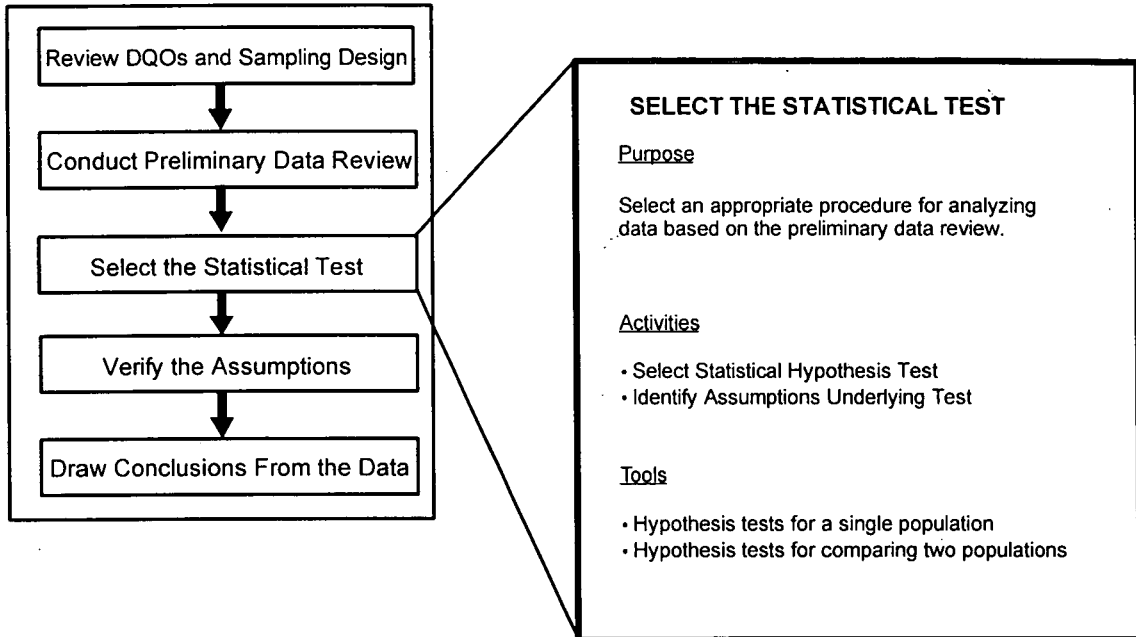 Review DQOs and Sampling Design
Conduct Preliminary Data Review
Select the Statistical Test
Verify the Assumptions
Draw Conclusions From the Data
SELECT THE STATISTICAL TEST
Purpose
Select an appropriate procedure for analyzing
data based on the preliminary data review.
Activities
• Select Statistical Hypothesis Test
• Identify Assumptions Underlying Test
Tools
• Hypothesis tests for a single population
• Hypothesis tests for comparing two populations